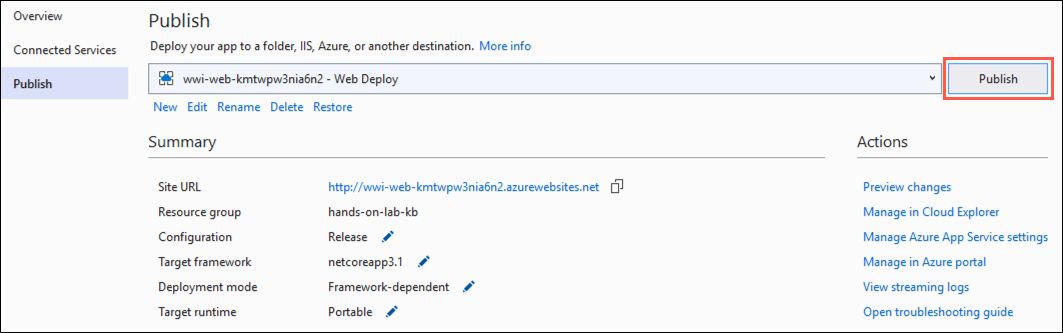 Overview
Connected Services
Publish
Publish
Deploy your app to a folder, IIS, Azure, or another destination. More info
wwi-web-kmtwpw3nia6n2 - Web Deploy
Publish
New Edit Rename Delete Restore
Summary
Site URL http://wwi-web-kmtwpw3nia6n2.azurewebsites.net
Resource group hands-on-lab-kb
Configuration Release
Target framework netcoreapp3.1
Deployment mode Framework-dependent
Target runtime Portable
Actions
Preview changes
Manage in Cloud Explorer
Manage Azure App Service settings
Manage in Azure portal
View streaming logs
Open troubleshooting guide